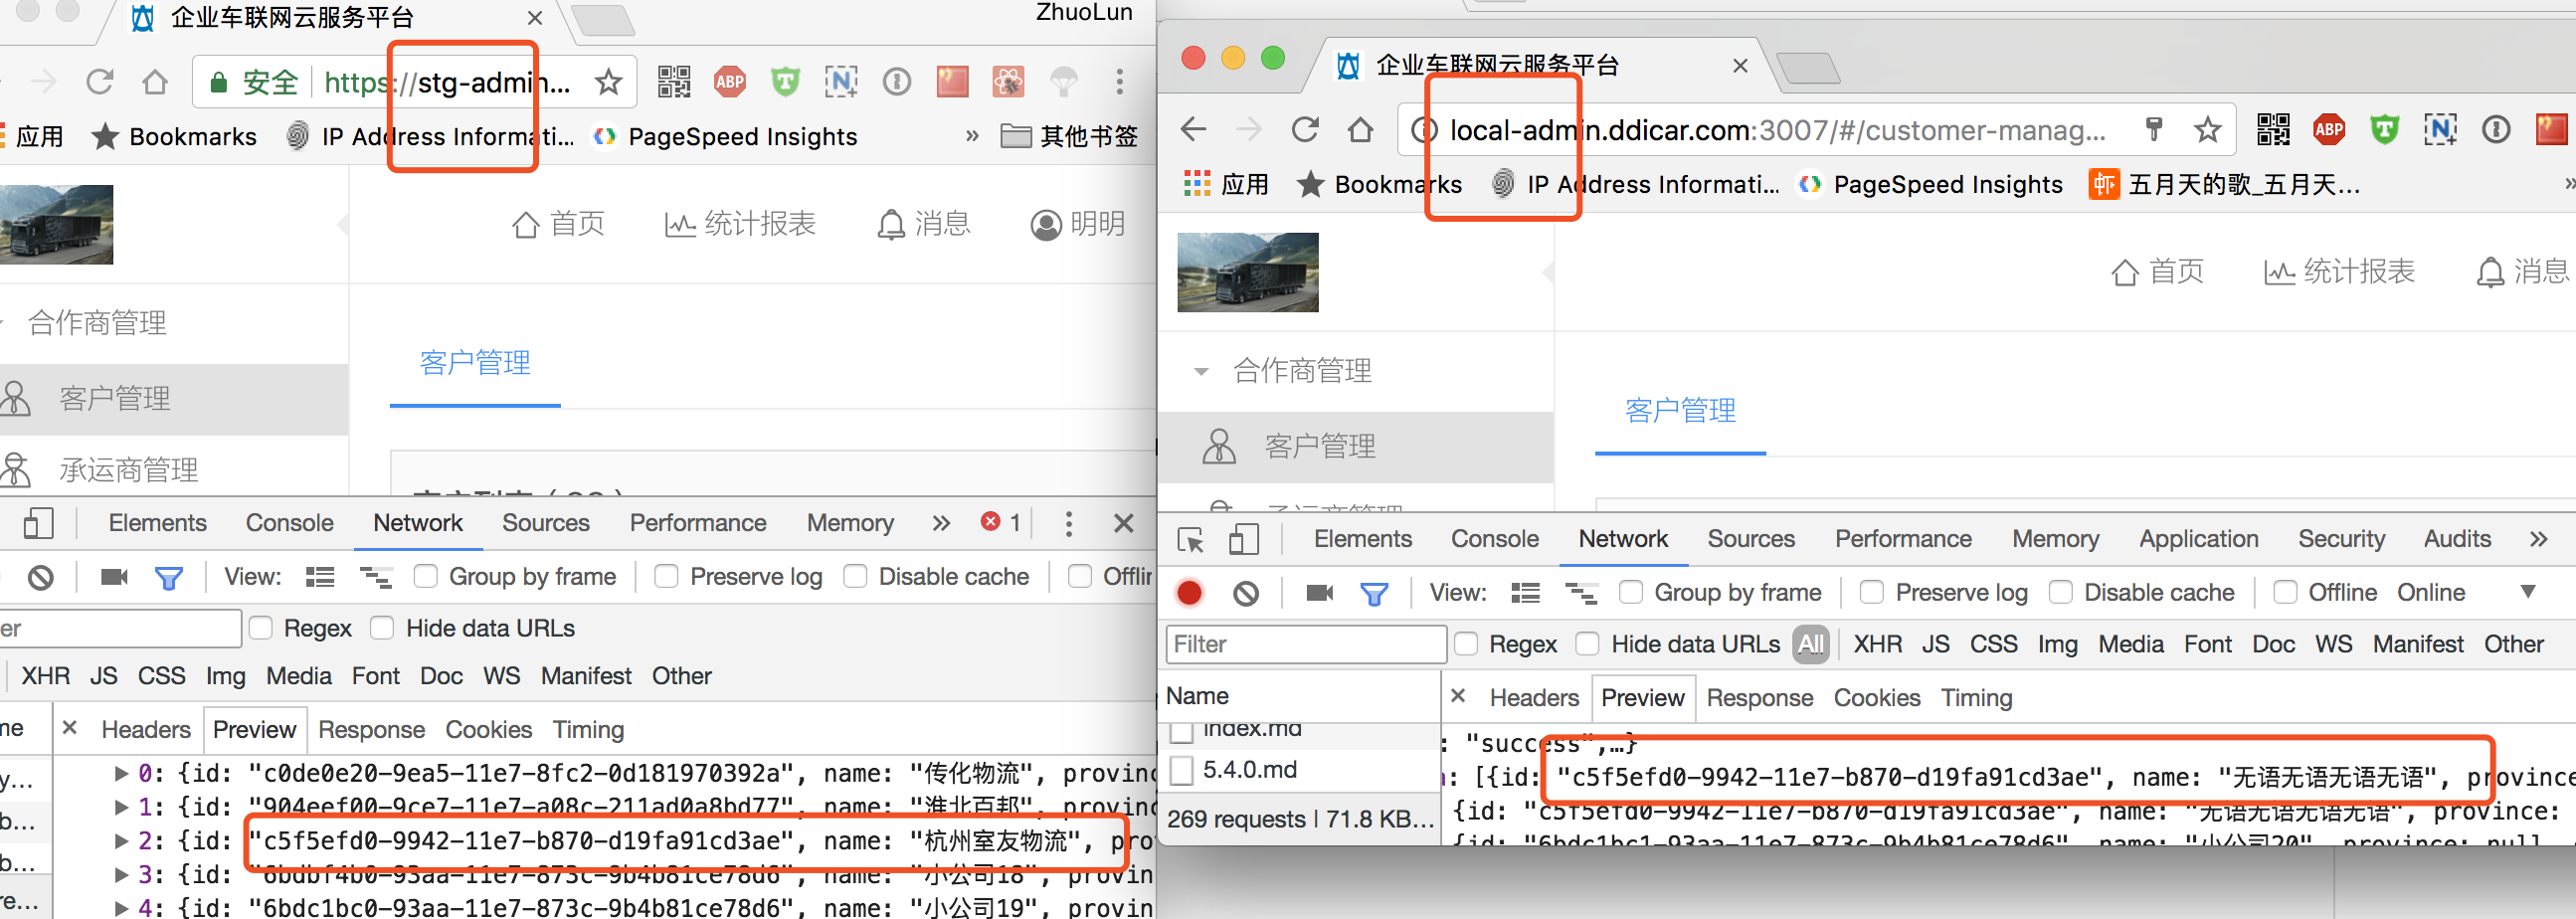 企业车联网云服务平台
ZhuoLun
安全 https://stg-admin...
应用 Bookmarks IP Address Informati... PageSpeed Insights » 其他书签
首页 统计报表 消息 明明
合作商管理
客户管理
客户管理
承运商管理
Elements Console Network Sources Performance Memory » 1
View: Group by frame Preserve log Disable cache Offlin
er Regex Hide data URLs
XHR JS CSS Img Media Font Doc WS Manifest Other
me Headers Preview Response Cookies Timing
y... 0: {id: "c0de0e20-9ea5-11e7-8fc2-0d181970392a", name: "传化物流", provinc
1: {id: "904eef00-9ce7-11e7-a08c-211ad0a8bd77", name: "淮北百邦", provinc
b... 2: {id: "c5f5efd0-9942-11e7-b870-d19fa91cd3ae", name: "杭州室友物流", pro
b... 3: {id: "6bdbf4b0-93aa-11e7-873c-9b4b81ce78d6", name: "小公司18", provin
re... 4: {id: "6bdc1bc0-93aa-11e7-873c-9b4b81ce78d6", name: "小公司19", provin
企业车联网云服务平台
local-admin.ddicar.com:3007/#/customer-manag...
应用 Bookmarks IP Address Informati... PageSpeed Insights 五月天的歌_五月天... »
首页 统计报表 消息
合作商管理
客户管理
客户管理
Elements Console Network Sources Performance Memory Application Security Audits »
View: Group by frame Preserve log Disable cache Offline Online
Filter Regex Hide data URLs All XHR JS CSS Img Media Font Doc WS Manifest Other
Name Headers Preview Response Cookies Timing
index.md : "success",…}
5.4.0.md a: [{id: "c5f5efd0-9942-11e7-b870-d19fa91cd3ae", name: "无语无语无语无语", province
{id: "c5f5efd0-9942-11e7-b870-d19fa91cd3ae", name: "无语无语无语无语", province:
269 requests | 71.8 KB... {id: "6bdc1bc1-93aa-11e7-873c-9b4b81ce78d6", name: "小公司20", province: null,